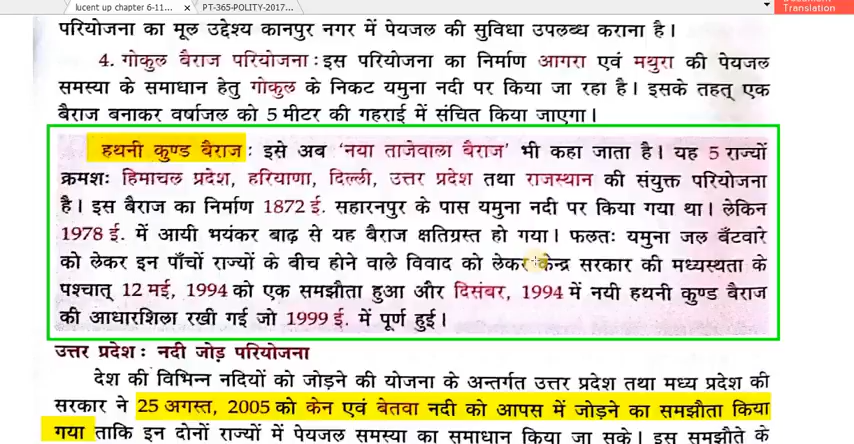 lucent up chapter 6-11... × PT-365-POLITY-2017...
Document
Translation
परियोजना का मूल उद्देश्य कानपुर नगर में पेयजल की सुविधा उपलब्ध कराना है।
4. गोकुल बैराज परियोजना : इस परियोजना का निर्माण आगरा एवं मथुरा की पेयजल
समस्या के समाधान हेतु गोकुल के निकट यमुना नदी पर किया जा रहा है। इसके तहत् एक
बैराज बनाकर वर्षाजल को 5 मीटर की गहराई में संचित किया जाएगा।
हथनी कुण्ड बैराज : इसे अब ‘नया ताजेवाला बैराज’ भी कहा जाता है। यह 5 राज्यों
क्रमशः हिमाचल प्रदेश, हरियाणा, दिल्ली, उत्तर प्रदेश तथा राजस्थान की संयुक्त परियोजना
है। इस बैराज का निर्माण 1872 ई. सहारनपुर के पास यमुना नदी पर किया गया था। लेकिन
1978 ई. में आयी भयंकर बाढ़ से यह बैराज क्षतिग्रस्त हो गया। फलतः यमुना जल बँटवारे
को लेकर इन पाँचों राज्यों के बीच होने वाले विवाद को लेकर केन्द्र सरकार की मध्यस्थता के
पश्चात् 12 मई, 1994 को एक समझौता हुआ और दिसंबर, 1994 में नयी हथनी कुण्ड बैराज
की आधारशिला रखी गई जो 1999 ई. में पूर्ण हुई।
उत्तर प्रदेश : नदी जोड़ परियोजना
देश की विभिन्न नदियों को जोड़ने की योजना के अन्तर्गत उत्तर प्रदेश तथा मध्य प्रदेश की
सरकार ने 25 अगस्त, 2005 को केन एवं बेतवा नदी को आपस में जोड़ने का समझौता किया
गया ताकि इन दोनों राज्यों में पेयजल समस्या का समाधान किया जा सके। इस समझौते के